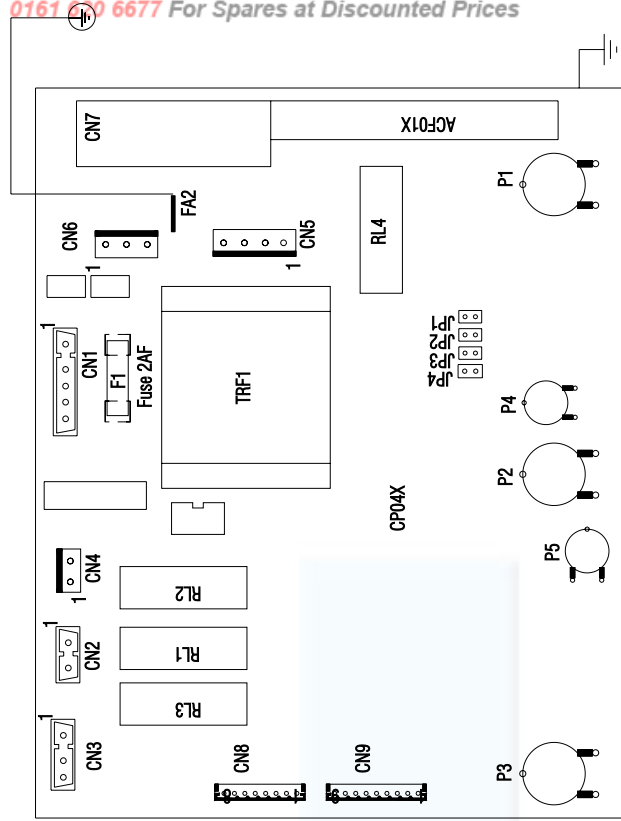 0161 6677 For Spares at Discounted Prices
CN7
ACF01X
P1
FA2
CN6
CN5
RL4
1
1
1
CN1
F1
Fuse 2AF
TRF1
JP1
JP2
JP3
JP4
P4
P2
CP04X
P5
CN4
1
RL2
1
CN2
RL1
1
CN3
RL3
CN8
CN9
P3